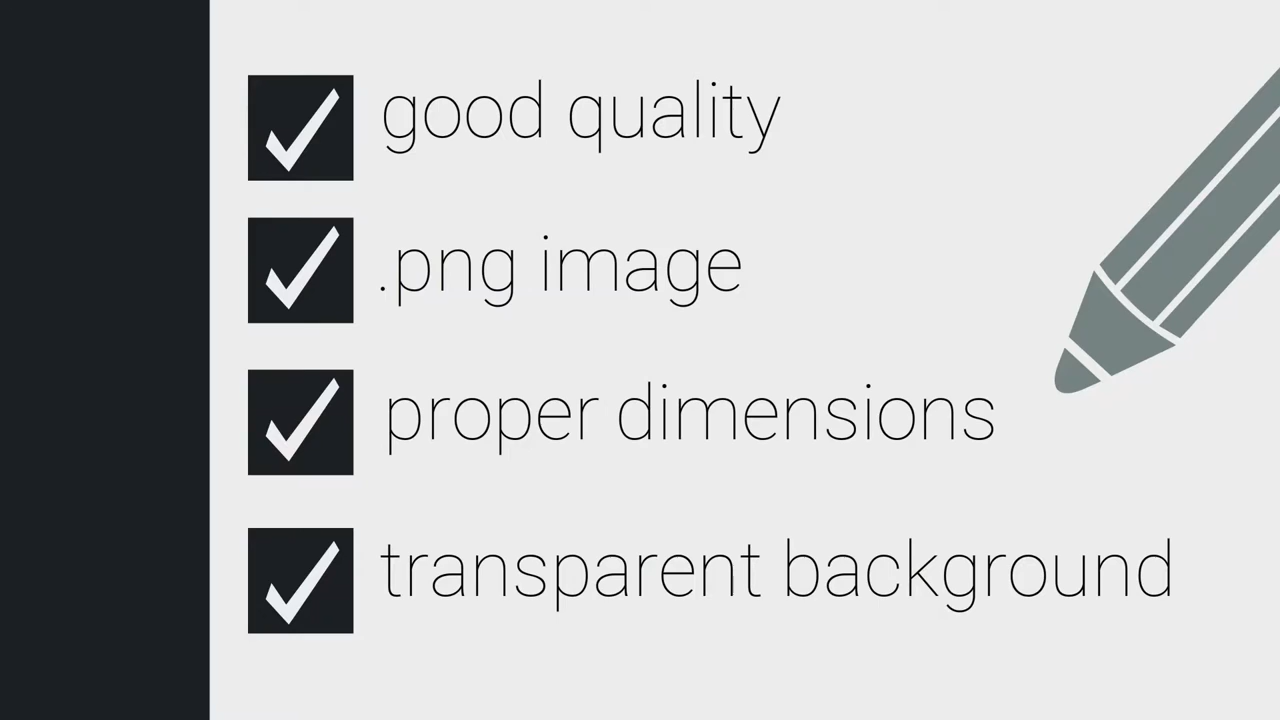 good quality
.png image
proper dimensions
transparent background